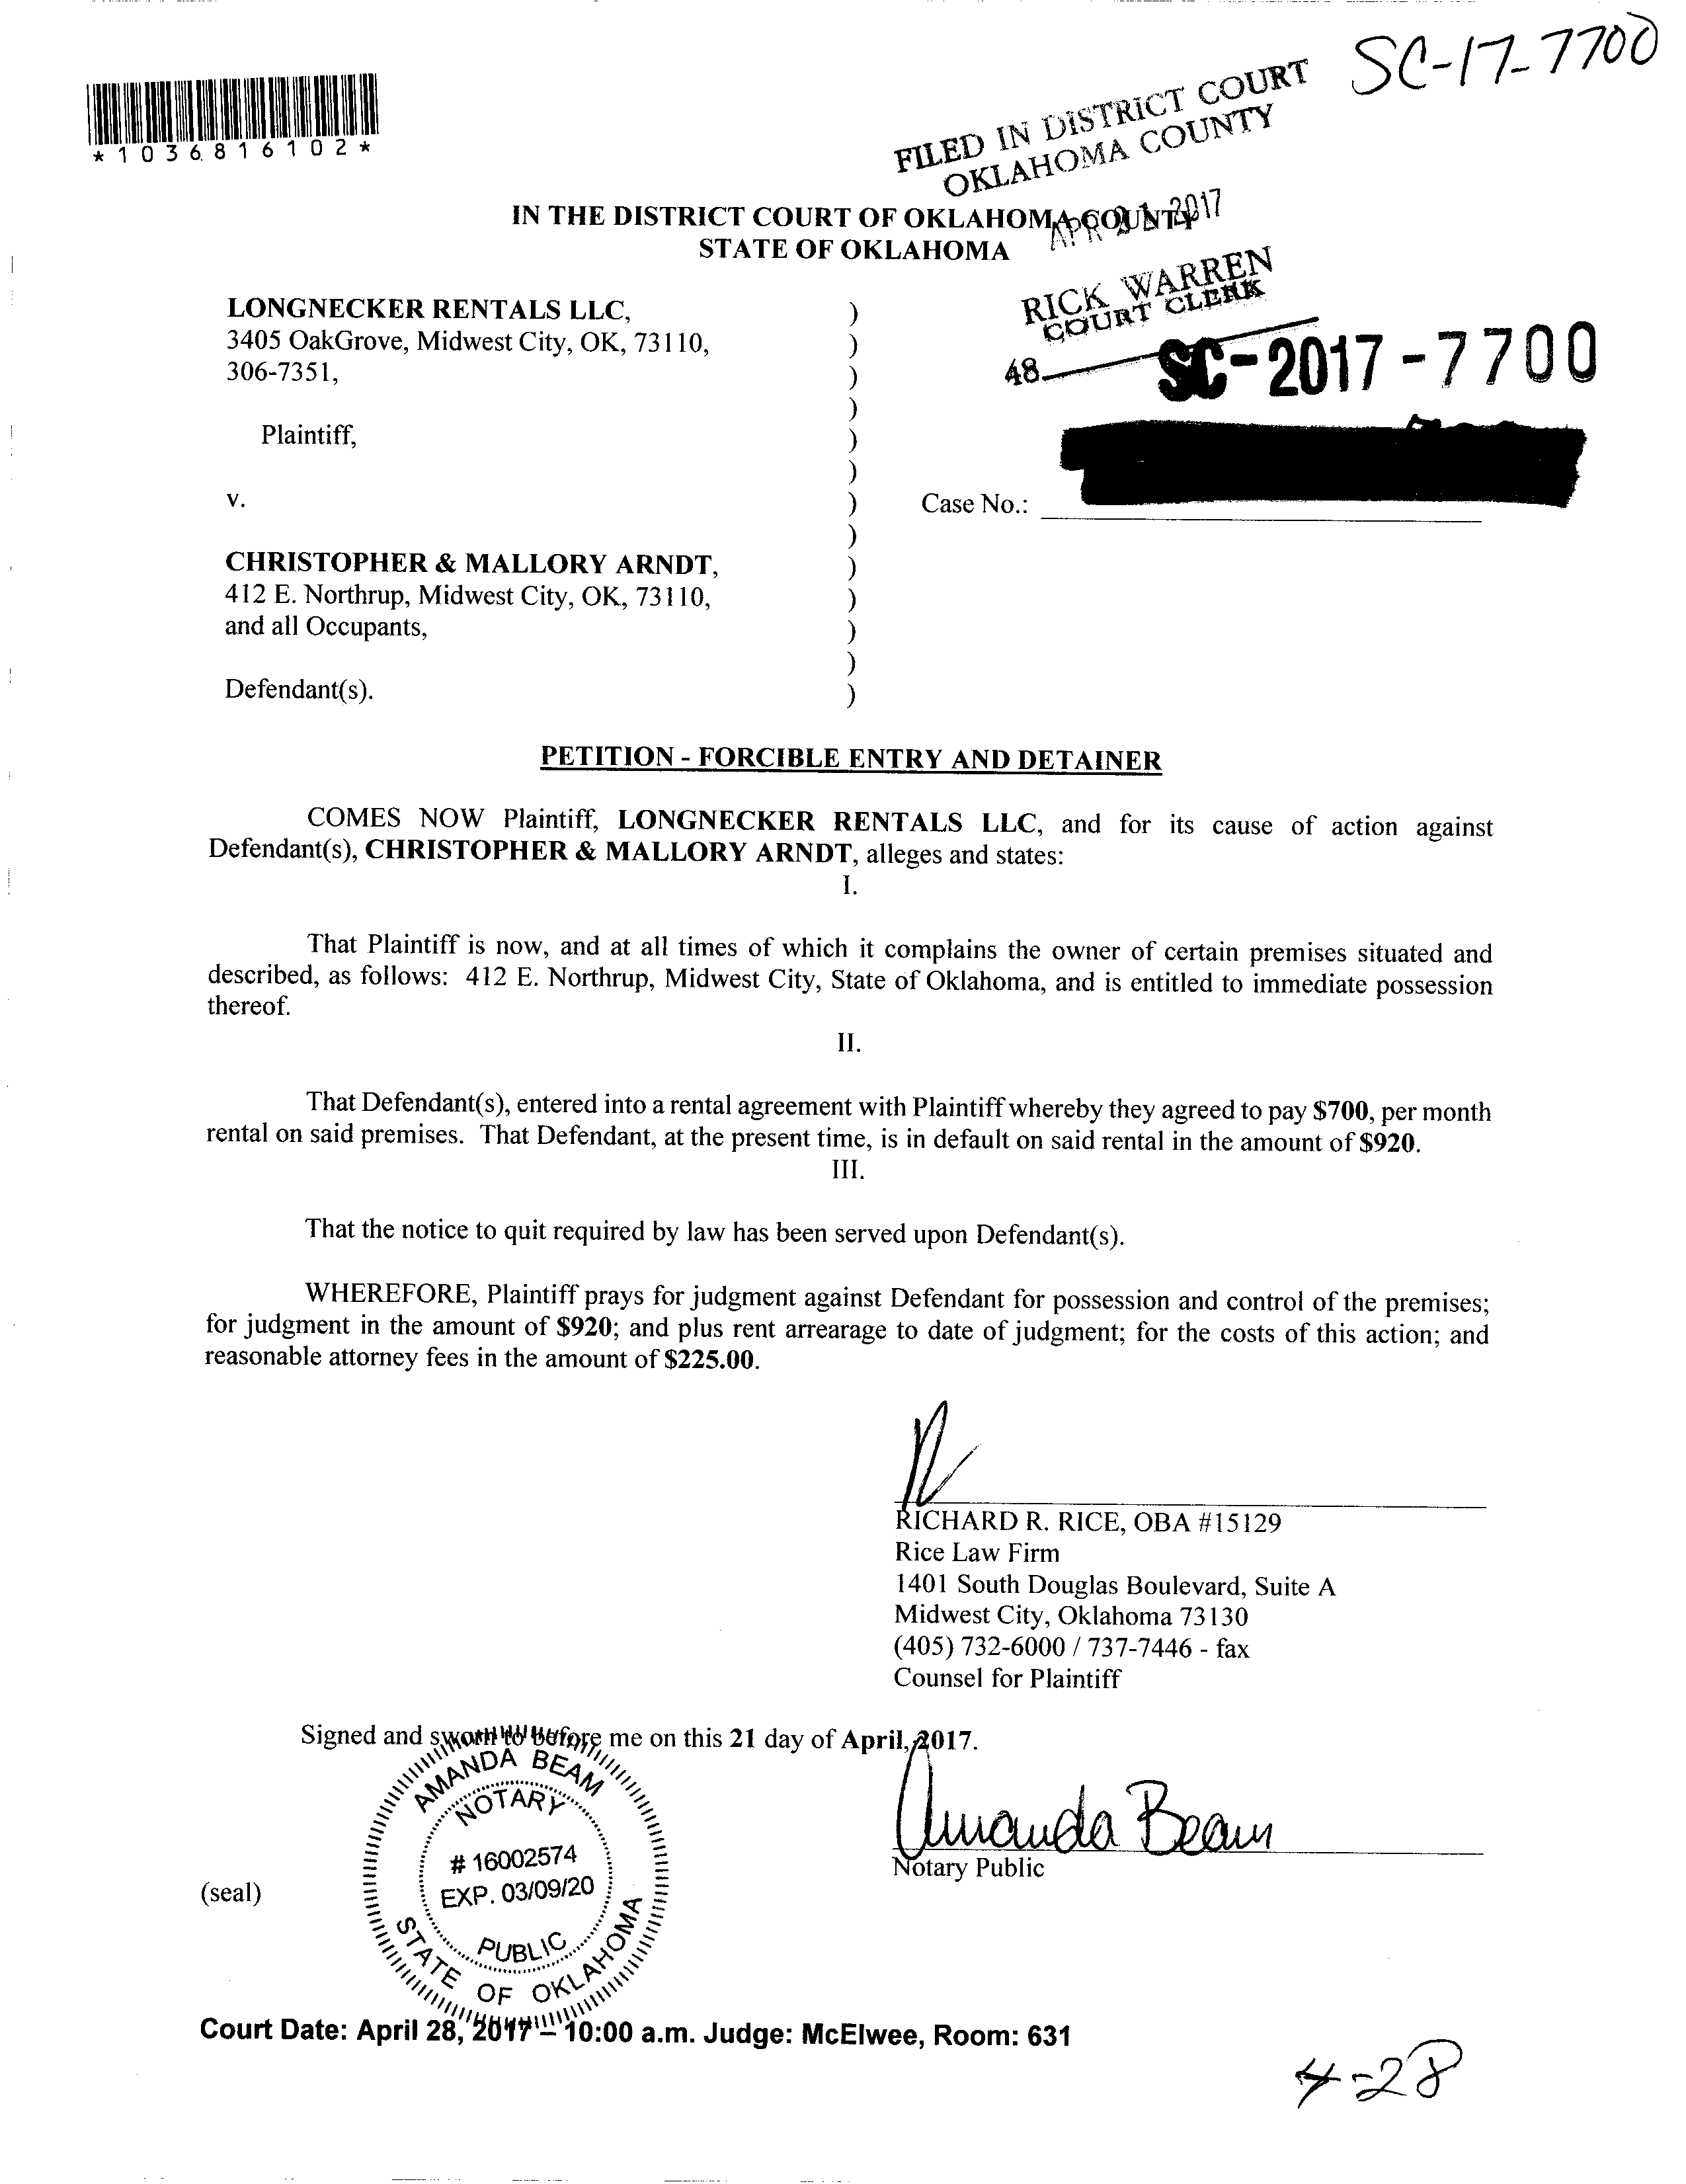 SC-17-7700
*1036816102*
FILED IN DISTRICT COURT
OKLAHOMA COUNTY
IN THE DISTRICT COURT OF OKLAHOMA COUNTY
APR 21 2017
STATE OF OKLAHOMA
RICK WARREN
COURT CLERK
48
SC-2017-7700
LONGNECKER RENTALS LLC, )
3405 OakGrove, Midwest City, OK, 73110, )
306-7351, )
)
Plaintiff, )
)
v. ) Case No.:
)
CHRISTOPHER & MALLORY ARNDT, )
412 E. Northrup, Midwest City, OK, 73110, )
and all Occupants, )
)
Defendant(s). )
PETITION - FORCIBLE ENTRY AND DETAINER
COMES NOW Plaintiff, LONGNECKER RENTALS LLC, and for its cause of action against
Defendant(s), CHRISTOPHER & MALLORY ARNDT, alleges and states:
I.
That Plaintiff is now, and at all times of which it complains the owner of certain premises situated and
described, as follows: 412 E. Northrup, Midwest City, State of Oklahoma, and is entitled to immediate possession
thereof.
II.
That Defendant(s), entered into a rental agreement with Plaintiff whereby they agreed to pay $700, per month
rental on said premises. That Defendant, at the present time, is in default on said rental in the amount of $920.
III.
That the notice to quit required by law has been served upon Defendant(s).
WHEREFORE, Plaintiff prays for judgment against Defendant for possession and control of the premises;
for judgment in the amount of $920; and plus rent arrearage to date of judgment; for the costs of this action; and
reasonable attorney fees in the amount of $225.00.
RICHARD R. RICE, OBA #15129
Rice Law Firm
1401 South Douglas Boulevard, Suite A
Midwest City, Oklahoma 73130
(405) 732-6000 / 737-7446 - fax
Counsel for Plaintiff
Signed and sworn to before me on this 21 day of April, 2017.
AMANDA BEAM
NOTARY
# 16002574
EXP. 03/09/20
PUBLIC
STATE OF OKLAHOMA
Amanda Beam
Notary Public
(seal)
Court Date: April 28, 2017 – 10:00 a.m. Judge: McElwee, Room: 631
4-28